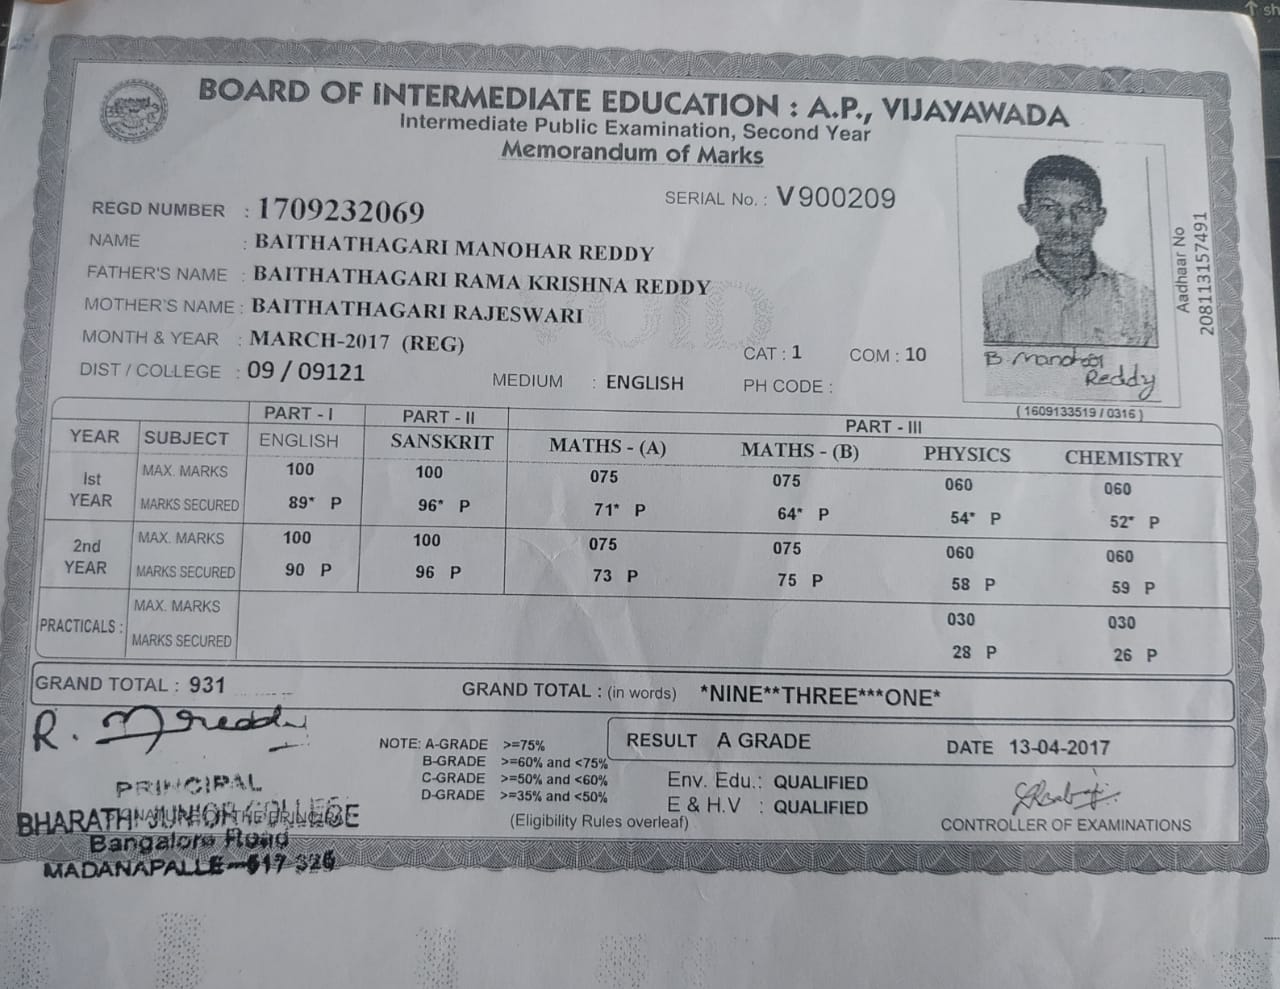 BOARD OF INTERMEDIATE EDUCATION : A.P., VIJAYAWADA
Intermediate Public Examination, Second Year
Memorandum of Marks
SERIAL No. : V900209
REGD NUMBER : 1709232069
NAME : BAITHATHAGARI MANOHAR REDDY
FATHER'S NAME : BAITHATHAGARI RAMA KRISHNA REDDY
MOTHER'S NAME : BAITHATHAGARI RAJESWARI
MONTH & YEAR : MARCH-2017 (REG)
CAT : 1 COM : 10
DIST / COLLEGE : 09 / 09121
MEDIUM : ENGLISH PH CODE :
VOID
B Manohar
Reddy
(1609133519 / 0316)
Aadhaar No
208113157491
PART - I PART - II PART - III
YEAR SUBJECT ENGLISH SANSKRIT MATHS - (A) MATHS - (B) PHYSICS CHEMISTRY
Ist YEAR MAX. MARKS 100 100 075 075 060 060
MARKS SECURED 89* P 96* P 71* P 64* P 54* P 52* P
2nd YEAR MAX. MARKS 100 100 075 075 060 060
MARKS SECURED 90 P 96 P 73 P 75 P 58 P 59 P
PRACTICALS : MAX. MARKS 030 030
MARKS SECURED 28 P 26 P
GRAND TOTAL : 931 GRAND TOTAL : (in words) *NINE**THREE***ONE*
RESULT A GRADE DATE 13-04-2017
NOTE: A-GRADE >=75%
B-GRADE >=60% and <75%
C-GRADE >=50% and <60%
D-GRADE >=35% and <50%
(Eligibility Rules overleaf)
Env. Edu.: QUALIFIED
E & H.V : QUALIFIED
CONTROLLER OF EXAMINATIONS
PRINCIPAL
BHARATHI JUNIOR COLLEGE
Bangalore Road
MADANAPALLE-517 325